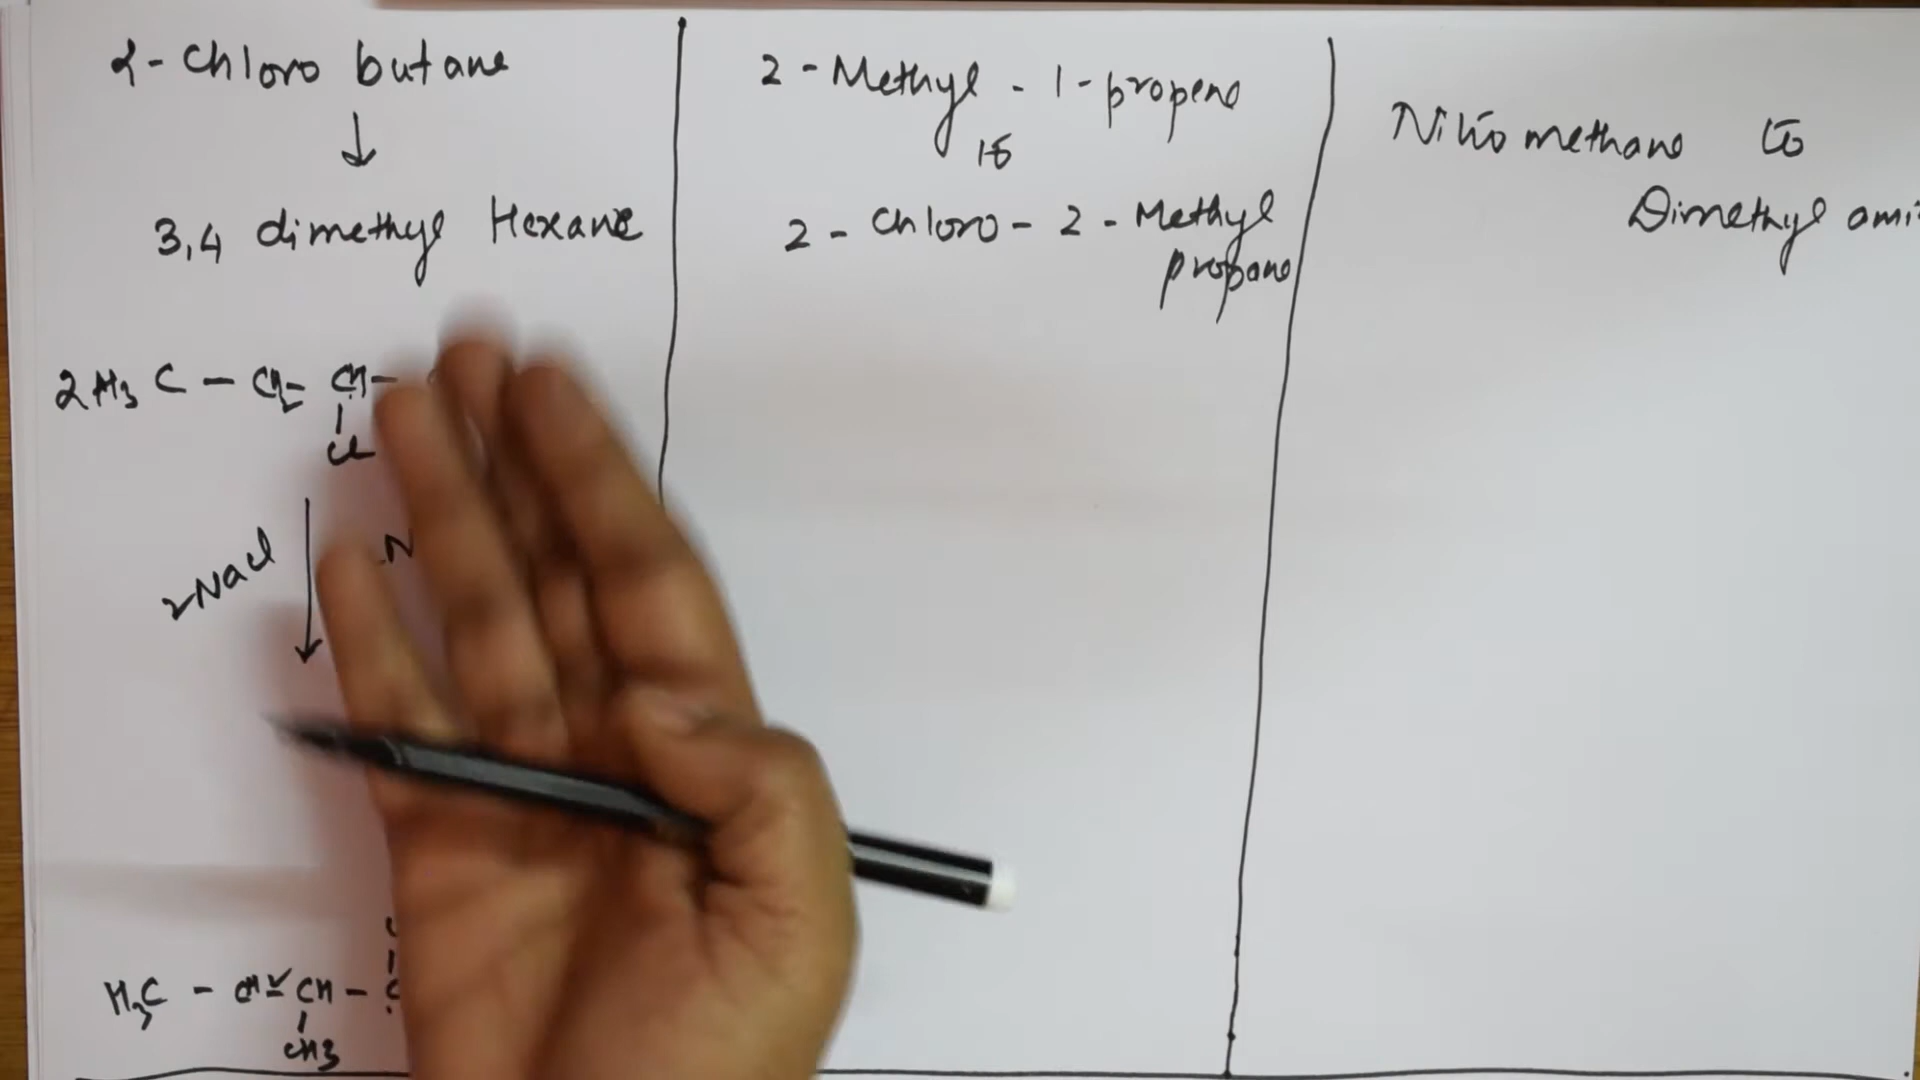 2-Chloro butane
↓
3,4 dimethyl Hexane
2H3C - CH2- CH-
Cl
2NaCl
N
H3C - CH2 CH - C
CH3
2-Methyl-1-propene
to
2-Chloro-2-Methyl
propane
Nitromethane to
Dimethyl ami